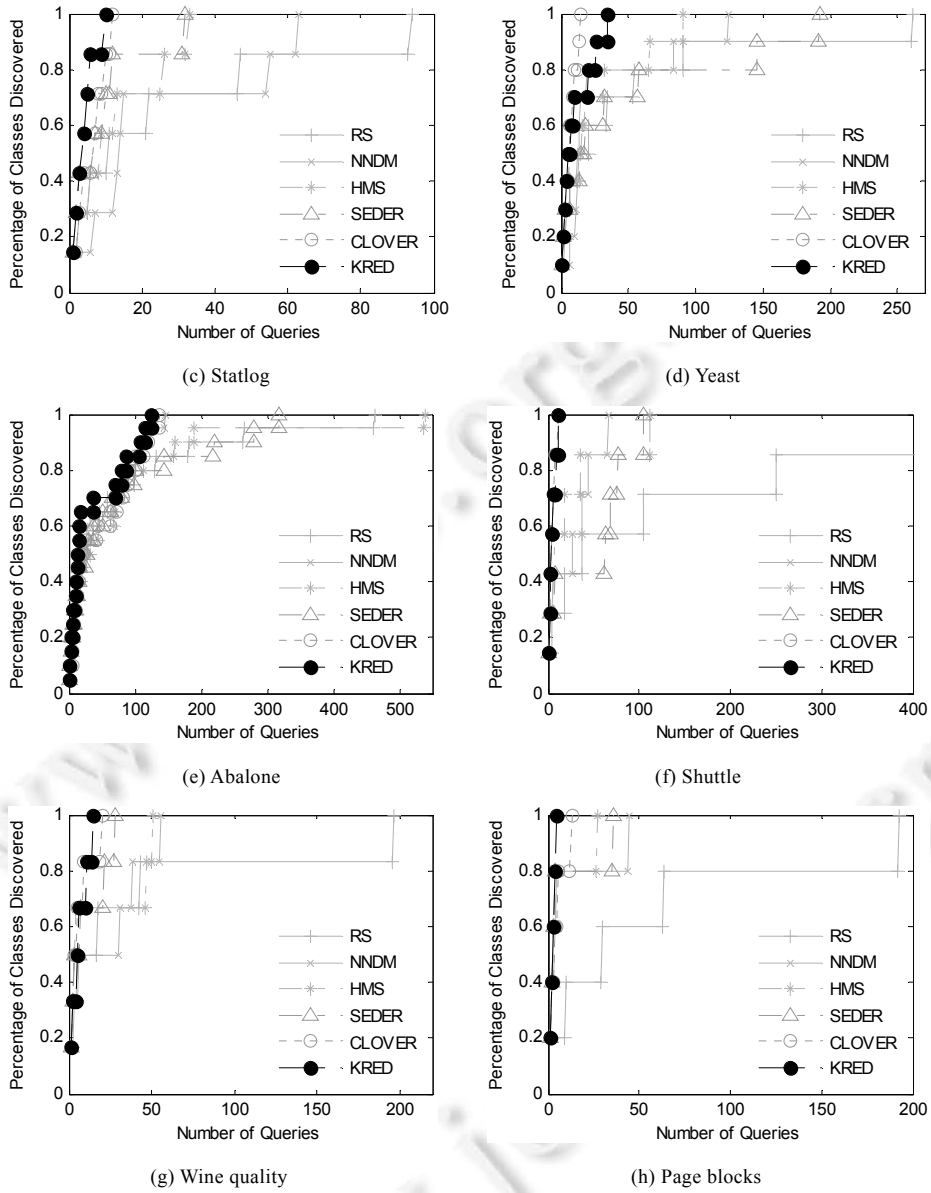 Percentage of Classes Discovered
1
0.8
0.6
0.4
0.2
0
0 20 40 60 80 100
Number of Queries
RS
NNDM
HMS
SEDER
CLOVER
KRED
(c) Statlog
Percentage of Classes Discovered
1
0.8
0.6
0.4
0.2
0
0 50 100 150 200 250
Number of Queries
RS
NNDM
HMS
SEDER
CLOVER
KRED
(d) Yeast
Percentage of Classes Discovered
1
0.8
0.6
0.4
0.2
0
0 100 200 300 400 500
Number of Queries
RS
NNDM
HMS
SEDER
CLOVER
KRED
(e) Abalone
Percentage of Classes Discovered
1
0.8
0.6
0.4
0.2
0
0 100 200 300 400
Number of Queries
RS
NNDM
HMS
SEDER
CLOVER
KRED
(f) Shuttle
Percentage of Classes Discovered
1
0.8
0.6
0.4
0.2
0
0 50 100 150 200
Number of Queries
RS
NNDM
HMS
SEDER
CLOVER
KRED
(g) Wine quality
Percentage of Classes Discovered
1
0.8
0.6
0.4
0.2
0
0 50 100 150 200
Number of Queries
RS
NNDM
HMS
SEDER
CLOVER
KRED
(h) Page blocks